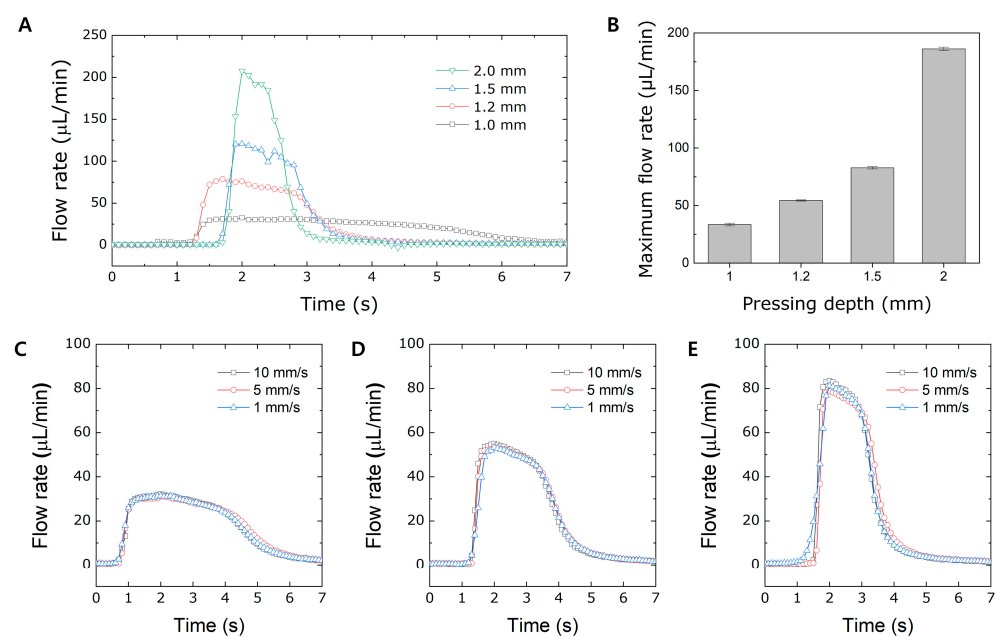 A
Flow rate (μL/min)
250
200
150
100
50
0
2.0 mm
1.5 mm
1.2 mm
1.0 mm
0 1 2 3 4 5 6 7
Time (s)
B
Maximum flow rate (μL/min)
200
150
100
50
0
1 1.2 1.5 2
Pressing depth (mm)
C
Flow rate (μL/min)
100
80
60
40
20
0
10 mm/s
5 mm/s
1 mm/s
0 1 2 3 4 5 6 7
Time (s)
D
Flow rate (μL/min)
100
80
60
40
20
0
10 mm/s
5 mm/s
1 mm/s
0 1 2 3 4 5 6 7
Time (s)
E
Flow rate (μL/min)
100
80
60
40
20
0
10 mm/s
5 mm/s
1 mm/s
0 1 2 3 4 5 6 7
Time (s)